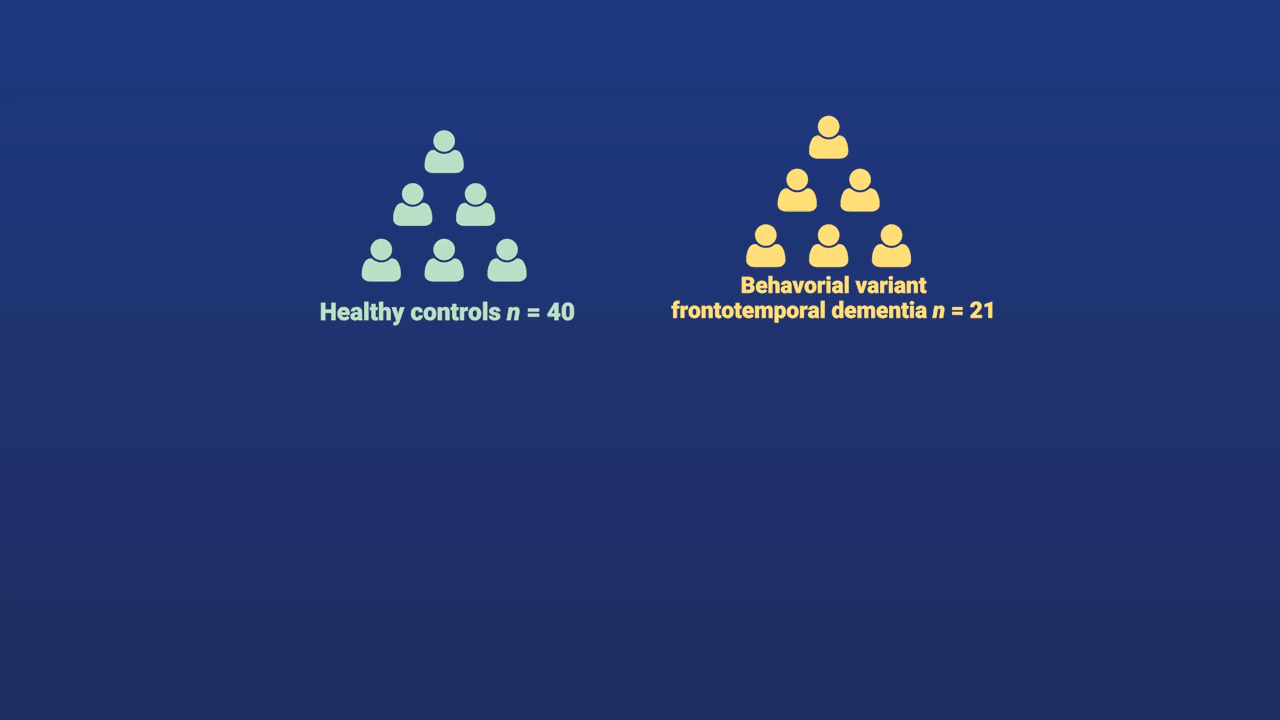 Healthy controls n = 40
Behavorial variant
frontotemporal dementia n = 21